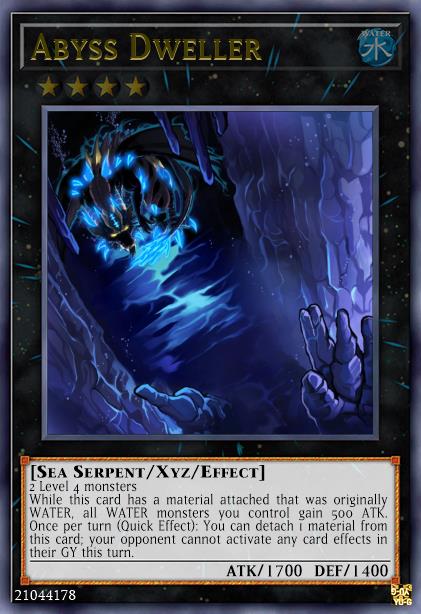 ABYSS DWELLER
WATER
水
[SEA SERPENT/XYZ/EFFECT]
2 Level 4 monsters
While this card has a material attached that was originally
WATER, all WATER monsters you control gain 500 ATK.
Once per turn (Quick Effect): You can detach 1 material from
this card; your opponent cannot activate any card effects in
their GY this turn.
ATK/1700 DEF/1400
21044178